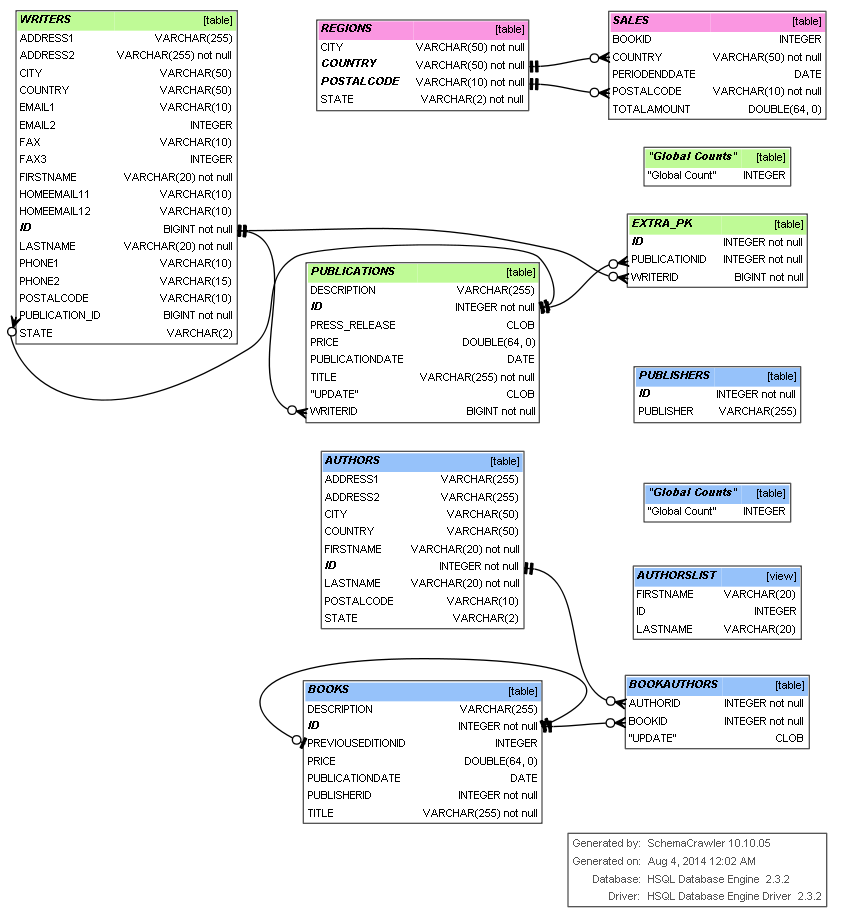 WRITERS [table]
ADDRESS1 VARCHAR(255)
ADDRESS2 VARCHAR(255) not null
CITY VARCHAR(50)
COUNTRY VARCHAR(50)
EMAIL1 VARCHAR(10)
EMAIL2 INTEGER
FAX VARCHAR(10)
FAX3 INTEGER
FIRSTNAME VARCHAR(20) not null
HOMEEMAIL11 VARCHAR(10)
HOMEEMAIL12 VARCHAR(10)
ID BIGINT not null
LASTNAME VARCHAR(20) not null
PHONE1 VARCHAR(10)
PHONE2 VARCHAR(15)
POSTALCODE VARCHAR(10)
PUBLICATION_ID BIGINT not null
STATE VARCHAR(2)
REGIONS [table]
CITY VARCHAR(50) not null
COUNTRY VARCHAR(50) not null
POSTALCODE VARCHAR(10) not null
STATE VARCHAR(2) not null
SALES [table]
BOOKID INTEGER
COUNTRY VARCHAR(50) not null
PERIODENDDATE DATE
POSTALCODE VARCHAR(10) not null
TOTALAMOUNT DOUBLE(64, 0)
"Global Counts" [table]
"Global Count" INTEGER
EXTRA_PK [table]
ID INTEGER not null
PUBLICATIONID INTEGER not null
WRITERID BIGINT not null
PUBLICATIONS [table]
DESCRIPTION VARCHAR(255)
ID INTEGER not null
PRESS_RELEASE CLOB
PRICE DOUBLE(64, 0)
PUBLICATIONDATE DATE
TITLE VARCHAR(255) not null
"UPDATE" CLOB
WRITERID BIGINT not null
PUBLISHERS [table]
ID INTEGER not null
PUBLISHER VARCHAR(255)
AUTHORS [table]
ADDRESS1 VARCHAR(255)
ADDRESS2 VARCHAR(255)
CITY VARCHAR(50)
COUNTRY VARCHAR(50)
FIRSTNAME VARCHAR(20) not null
ID INTEGER not null
LASTNAME VARCHAR(20) not null
POSTALCODE VARCHAR(10)
STATE VARCHAR(2)
"Global Counts" [table]
"Global Count" INTEGER
AUTHORSLIST [view]
FIRSTNAME VARCHAR(20)
ID INTEGER
LASTNAME VARCHAR(20)
BOOKS [table]
DESCRIPTION VARCHAR(255)
ID INTEGER not null
PREVIOUSEDITIONID INTEGER
PRICE DOUBLE(64, 0)
PUBLICATIONDATE DATE
PUBLISHERID INTEGER not null
TITLE VARCHAR(255) not null
BOOKAUTHORS [table]
AUTHORID INTEGER not null
BOOKID INTEGER not null
"UPDATE" CLOB
Generated by: SchemaCrawler 10.10.05
Generated on: Aug 4, 2014 12:02 AM
Database: HSQL Database Engine 2.3.2
Driver: HSQL Database Engine Driver 2.3.2